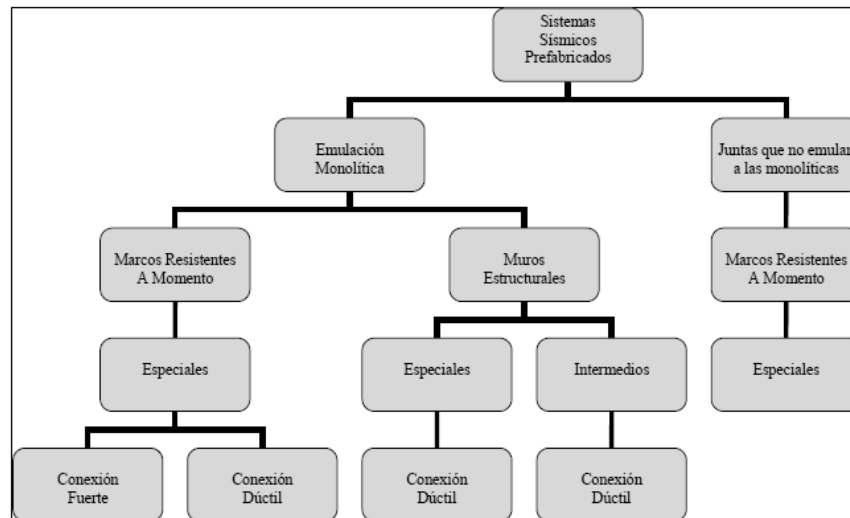 Sistemas
Sísmicos
Prefabricados
Emulación
Monolítica
Juntas que no emulan
a las monolíticas
Marcos Resistentes
A Momento
Muros
Estructurales
Marcos Resistentes
A Momento
Especiales
Especiales
Intermedios
Especiales
Conexión
Fuerte
Conexión
Dúctil
Conexión
Dúctil
Conexión
Dúctil